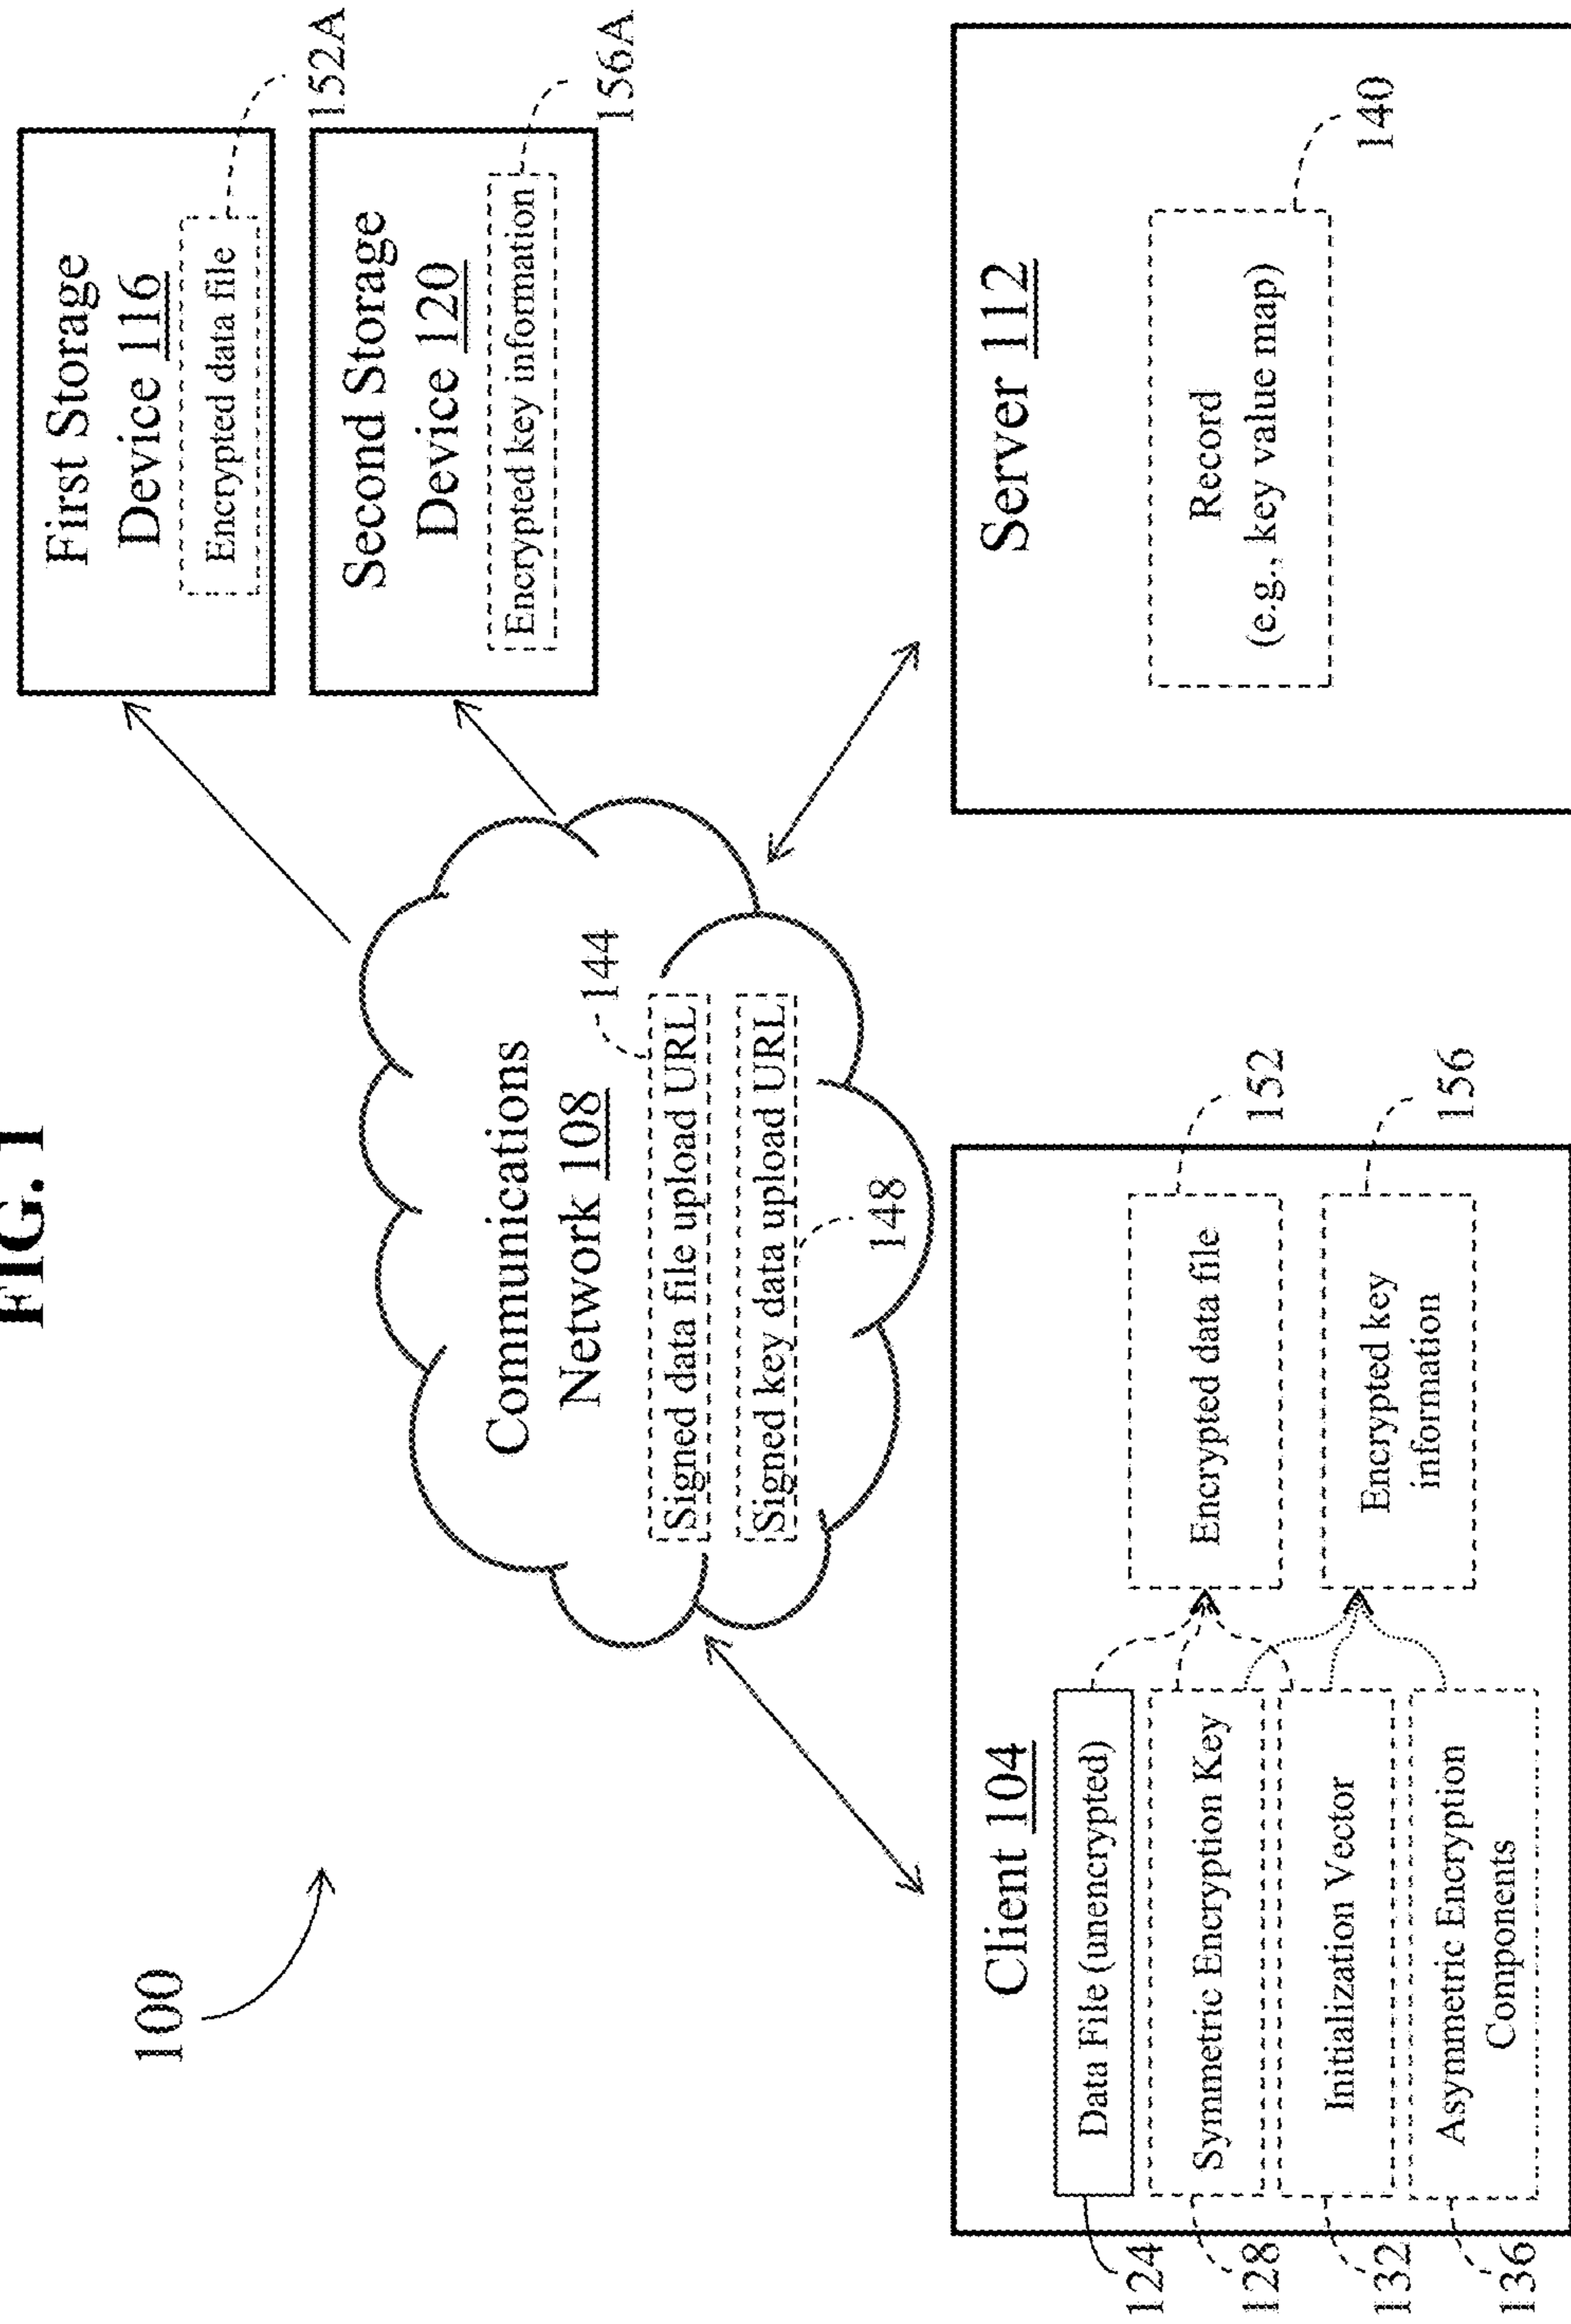 FIG. 1
100
Communications
Network 108
144
Signed data file upload URL
Signed key data upload URL
148
First Storage
Device 116
Encrypted data file
152A
Second Storage
Device 120
Encrypted key information
156A
Client 104
Data File (unencrypted)
Symmetric Encryption Key
Initialization Vector
Asymmetric Encryption
Components
124
128
132
136
Encrypted data file
152
Encrypted key
information
156
Server 112
Record
(e.g., key value map)
140